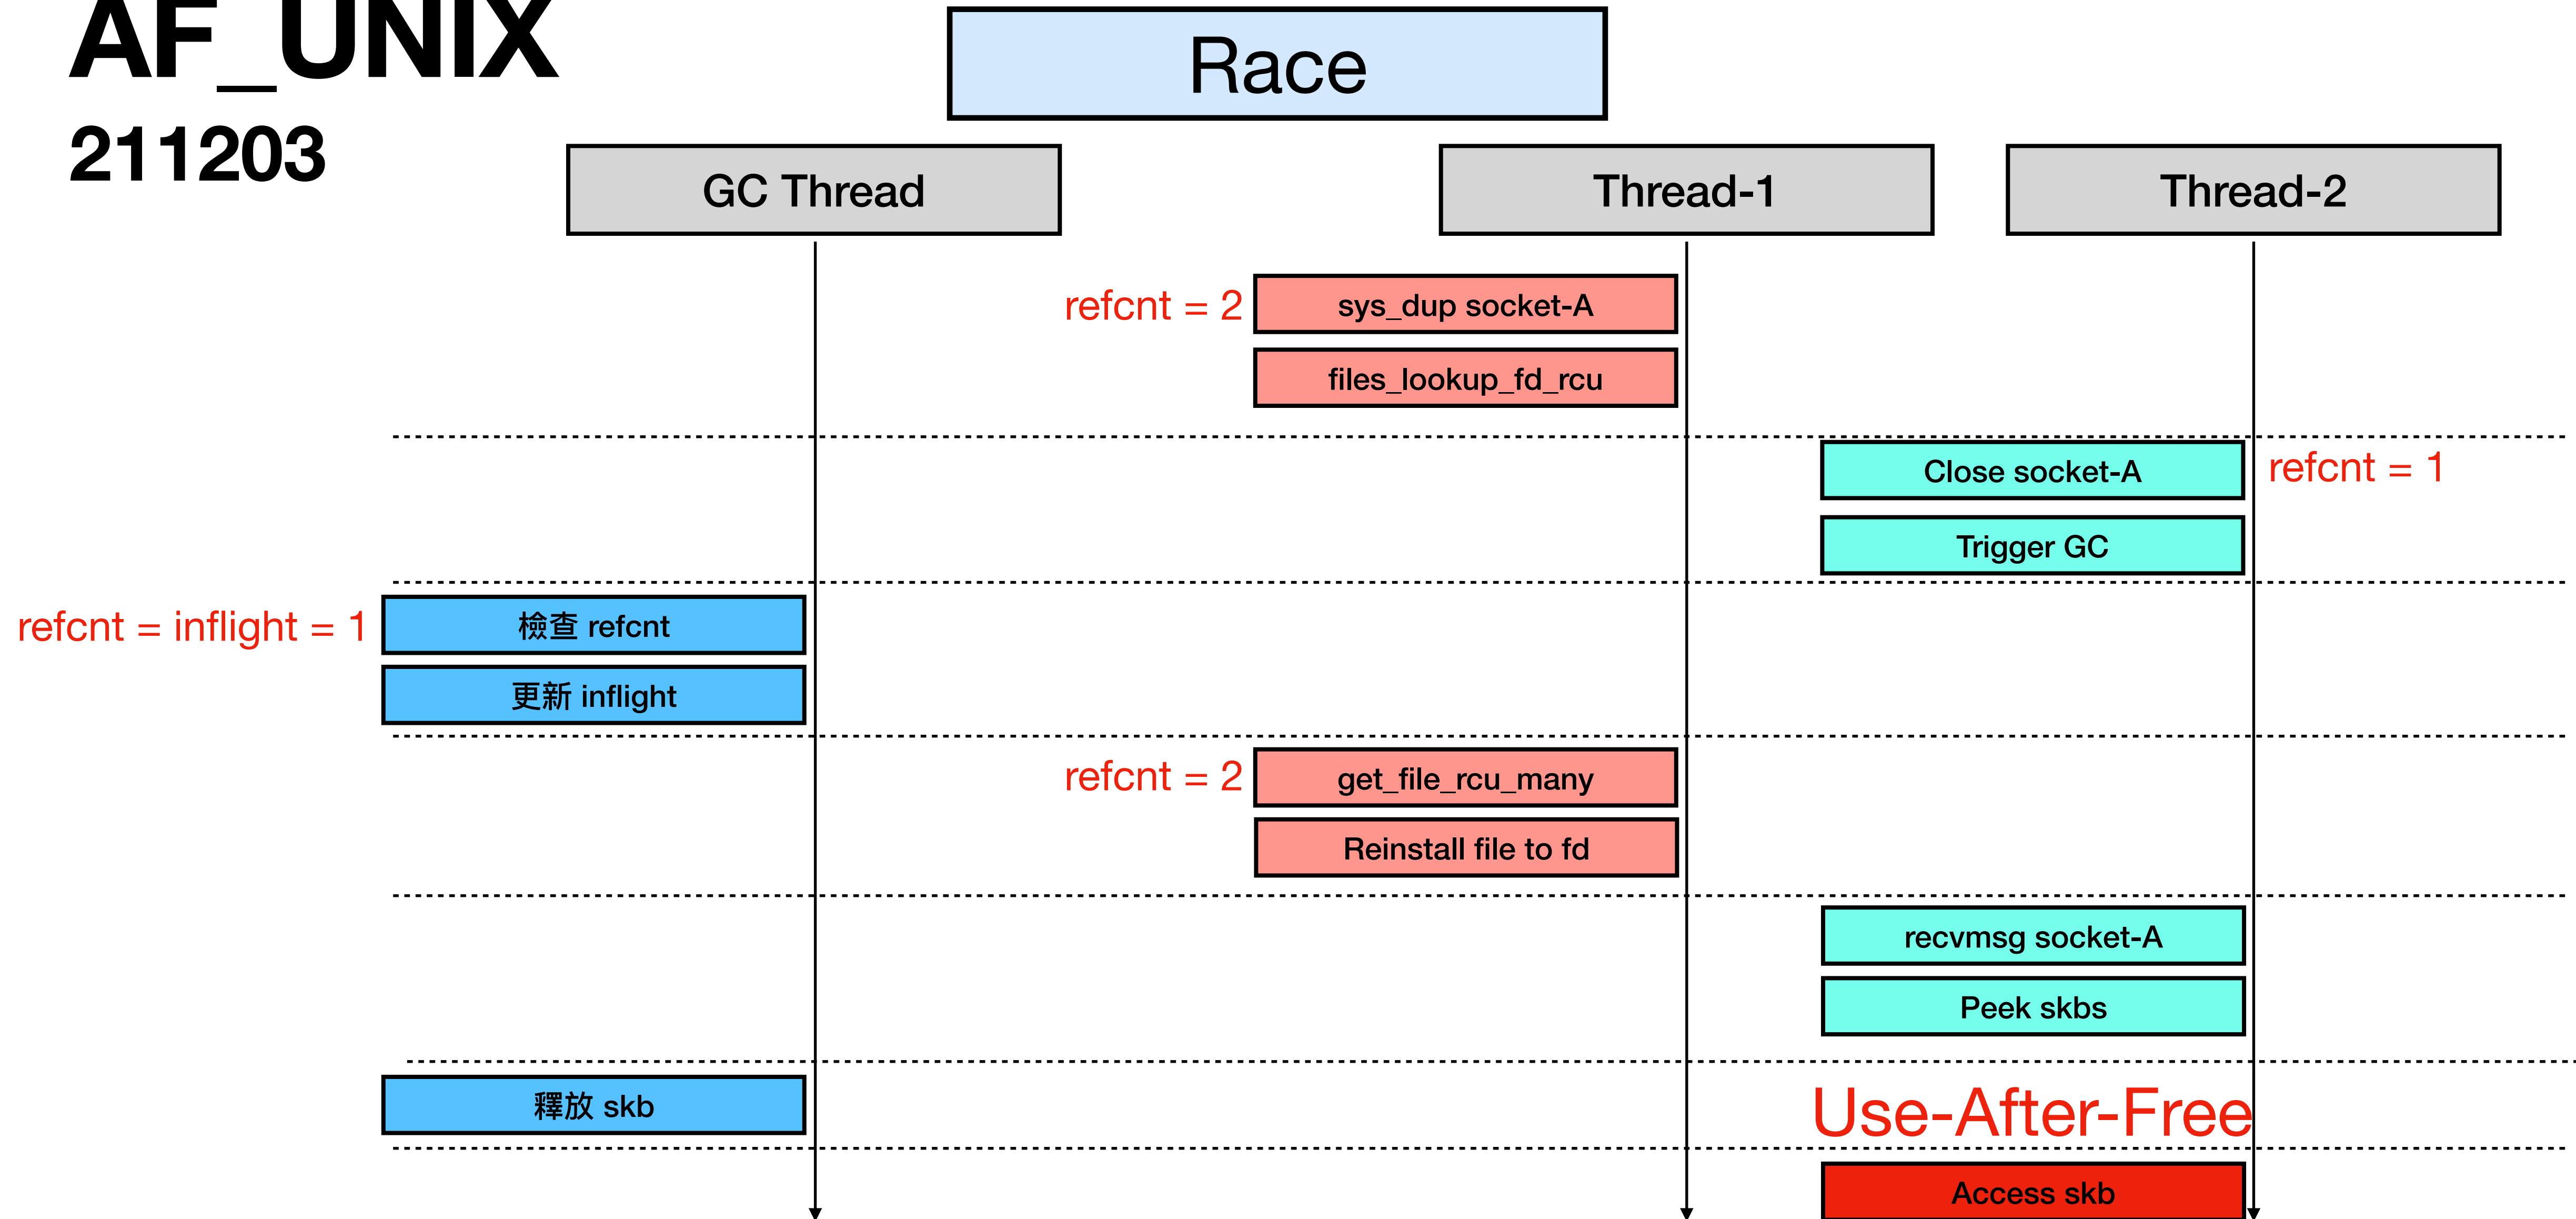 AF_UNIX
211203
Race
GC Thread
Thread-1
Thread-2
refcnt = 2
sys_dup socket-A
files_lookup_fd_rcu
Close socket-A
refcnt = 1
Trigger GC
refcnt = inflight = 1
檢查 refcnt
更新 inflight
refcnt = 2
get_file_rcu_many
Reinstall file to fd
recvmsg socket-A
Peek skbs
釋放 skb
Use-After-Free
Access skb